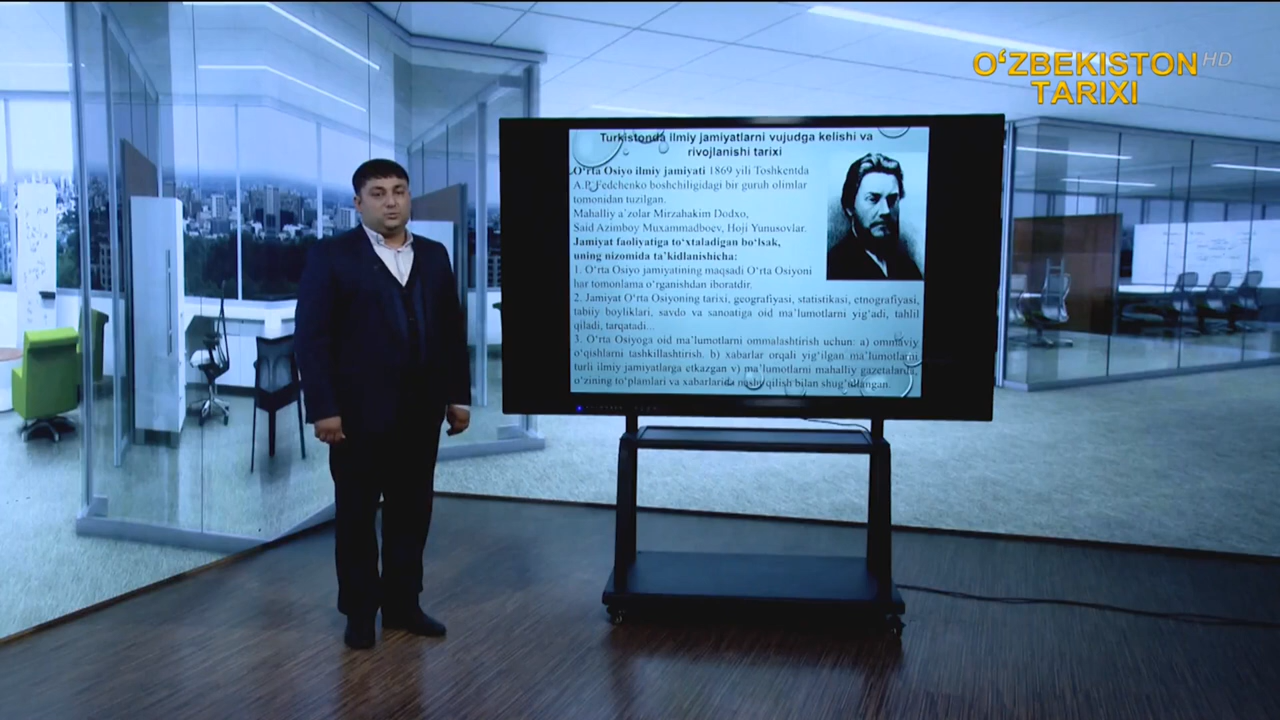 O‘ZBEKISTON HD
TARIXI
Turkistonda ilmiy jamiyatlarni vujudga kelishi va
rivojlanishi tarixi
O‘rta Osiyo ilmiy jamiyati 1869 yili Toshkentda
A.P.Fedchenko boshchiligidagi bir guruh olimlar
tomonidan tuzilgan.
Mahalliy a`zolar Mirzahakim Dodxo,
Said Azimboy Muxammadboev, Hoji Yunusovlar.
Jamiyat faoliyatiga to‘xtaladigan bo‘lsak,
uning nizomida ta`kidlanishicha:
1. O‘rta Osiyo jamiyatining maqsadi O‘rta Osiyoni
har tomonlama o‘rganishdan iboratdir.
2. Jamiyat O‘rta Osiyoning tarixi, geografiyasi, statistikasi, etnografiyasi,
tabiiy boyliklari, savdo va sanoatiga oid ma’lumotlarni yig‘adi, tahlil
qiladi, tarqatadi...
3. O‘rta Osiyoga oid ma’lumotlarni ommalashtirish uchun: a) ommaviy
o‘qishlarni tashkillashtirish. b) xabarlar orqali yig‘ilgan ma’lumotlarni
turli ilmiy jamiyatlarga etkazgan v) ma’lumotlarni mahalliy gazetalarda,
o‘zining to‘plamlari va xabarlarida nashr qilish bilan shug‘ullangan.